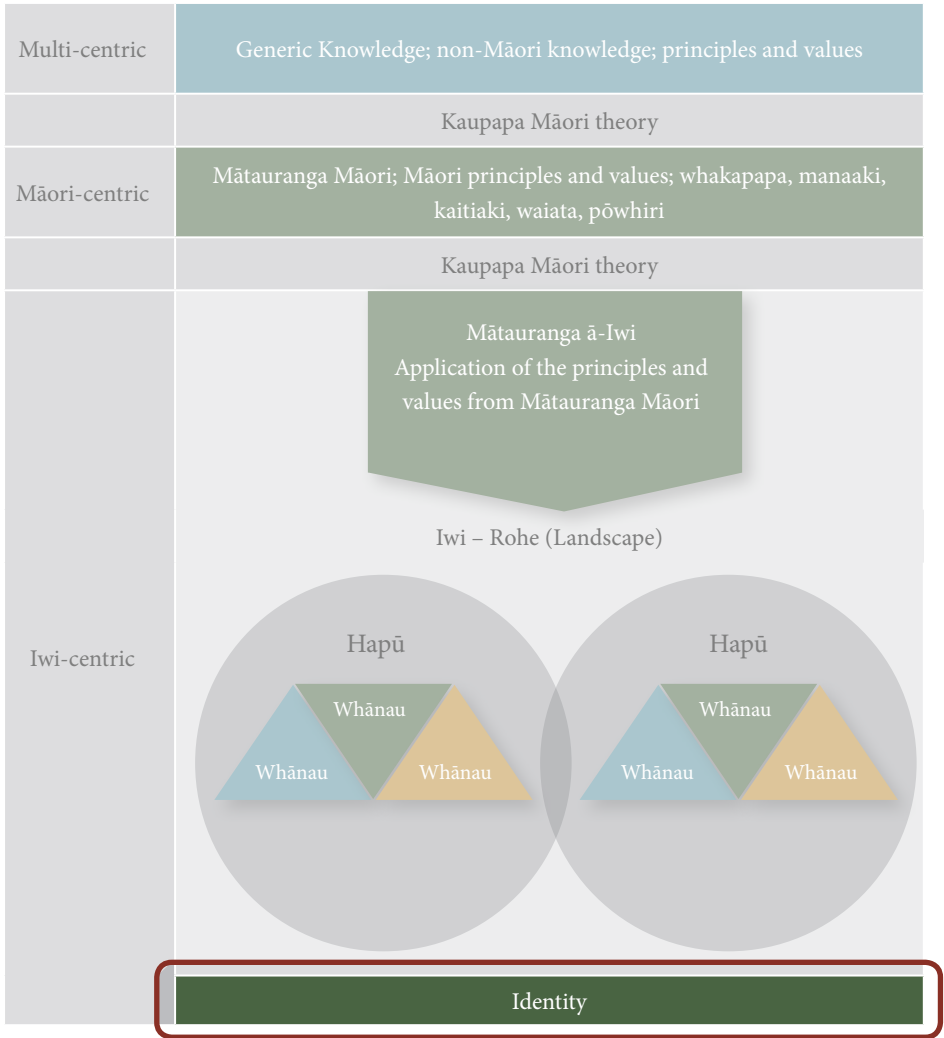 Multi-centric
Generic Knowledge; non-Māori knowledge; principles and values
Kaupapa Māori theory
Māori-centric
Mātauranga Māori; Māori principles and values; whakapapa, manaaki,
kaitiaki, waiata, pōwhiri
Kaupapa Māori theory
Iwi-centric
Mātauranga ā-Iwi
Application of the principles and
values from Mātauranga Māori
Iwi – Rohe (Landscape)
Hapū
Whānau
Whānau
Whānau
Hapū
Whānau
Whānau
Whānau
Identity